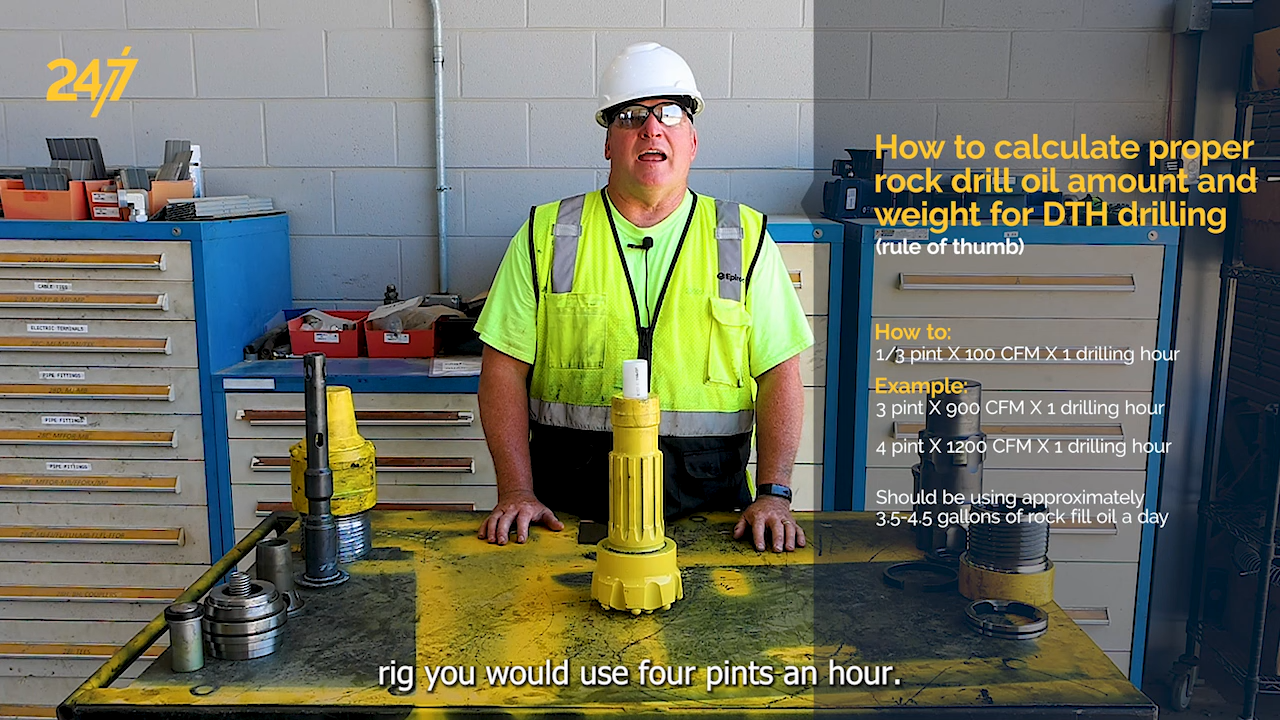 247
How to calculate proper
rock drill oil amount and
weight for DTH drilling
(rule of thumb)
How to:
1/3 pint X 100 CFM X 1 drilling hour
Example:
3 pint X 900 CFM X 1 drilling hour
4 pint X 1200 CFM X 1 drilling hour
Should be using approximately
3.5-4.5 gallons of rock fill oil a day
CABLE TIES
ELECTRIC TERMINALS
PIPE FITTINGS
PIPE FITTINGS
PIPE FITTINGS
Epiroc
rig you would use four pints an hour.